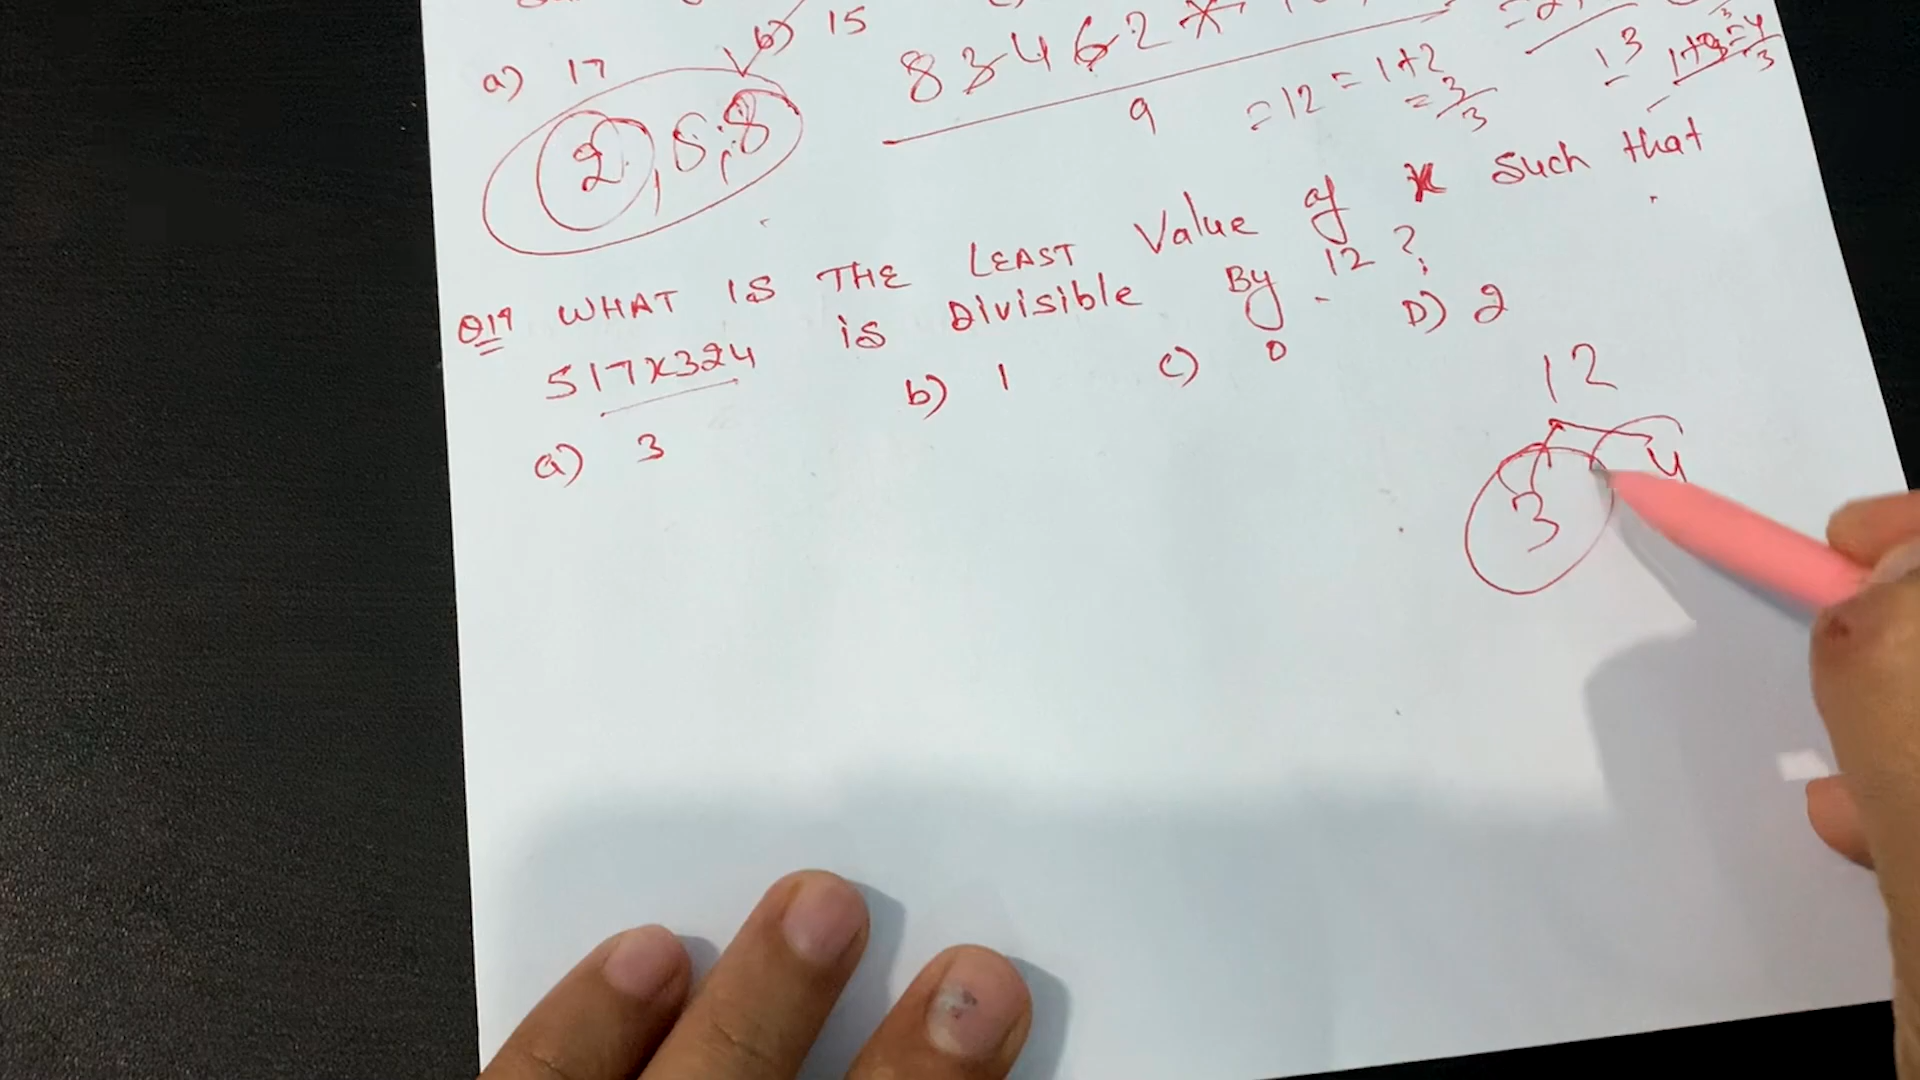 b) 15
a) 17
83462*
2, 5, 8
9
= 12 = 1+2
= 3/3
13
Q19 WHAT IS THE LEAST Value of x Such that
517x324 is Divisible By 12 ?
a) 3 b) 1 c) 0 D) 2
12
3 4